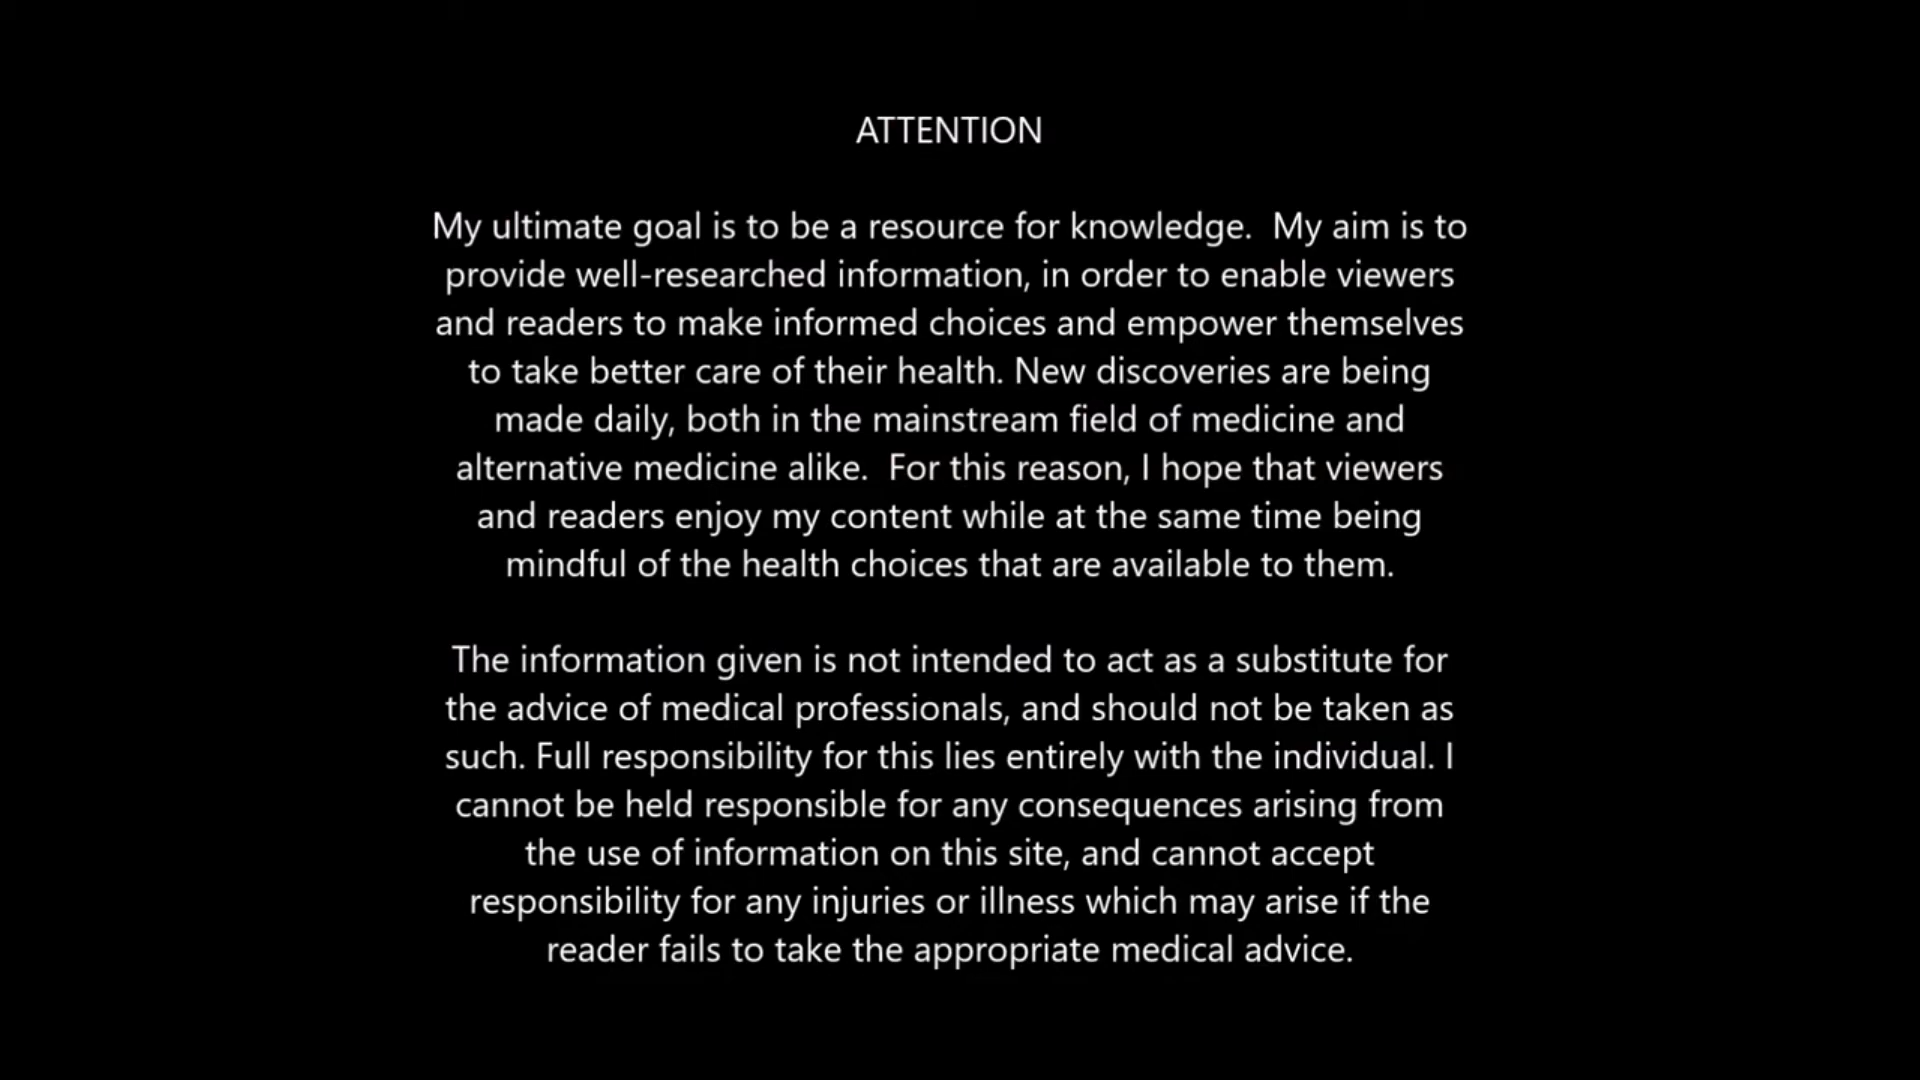 ATTENTION
My ultimate goal is to be a resource for knowledge.  My aim is to
provide well-researched information, in order to enable viewers
and readers to make informed choices and empower themselves
to take better care of their health. New discoveries are being
made daily, both in the mainstream field of medicine and
alternative medicine alike.  For this reason, I hope that viewers
and readers enjoy my content while at the same time being
mindful of the health choices that are available to them.
The information given is not intended to act as a substitute for
the advice of medical professionals, and should not be taken as
such. Full responsibility for this lies entirely with the individual. I
cannot be held responsible for any consequences arising from
the use of information on this site, and cannot accept
responsibility for any injuries or illness which may arise if the
reader fails to take the appropriate medical advice.